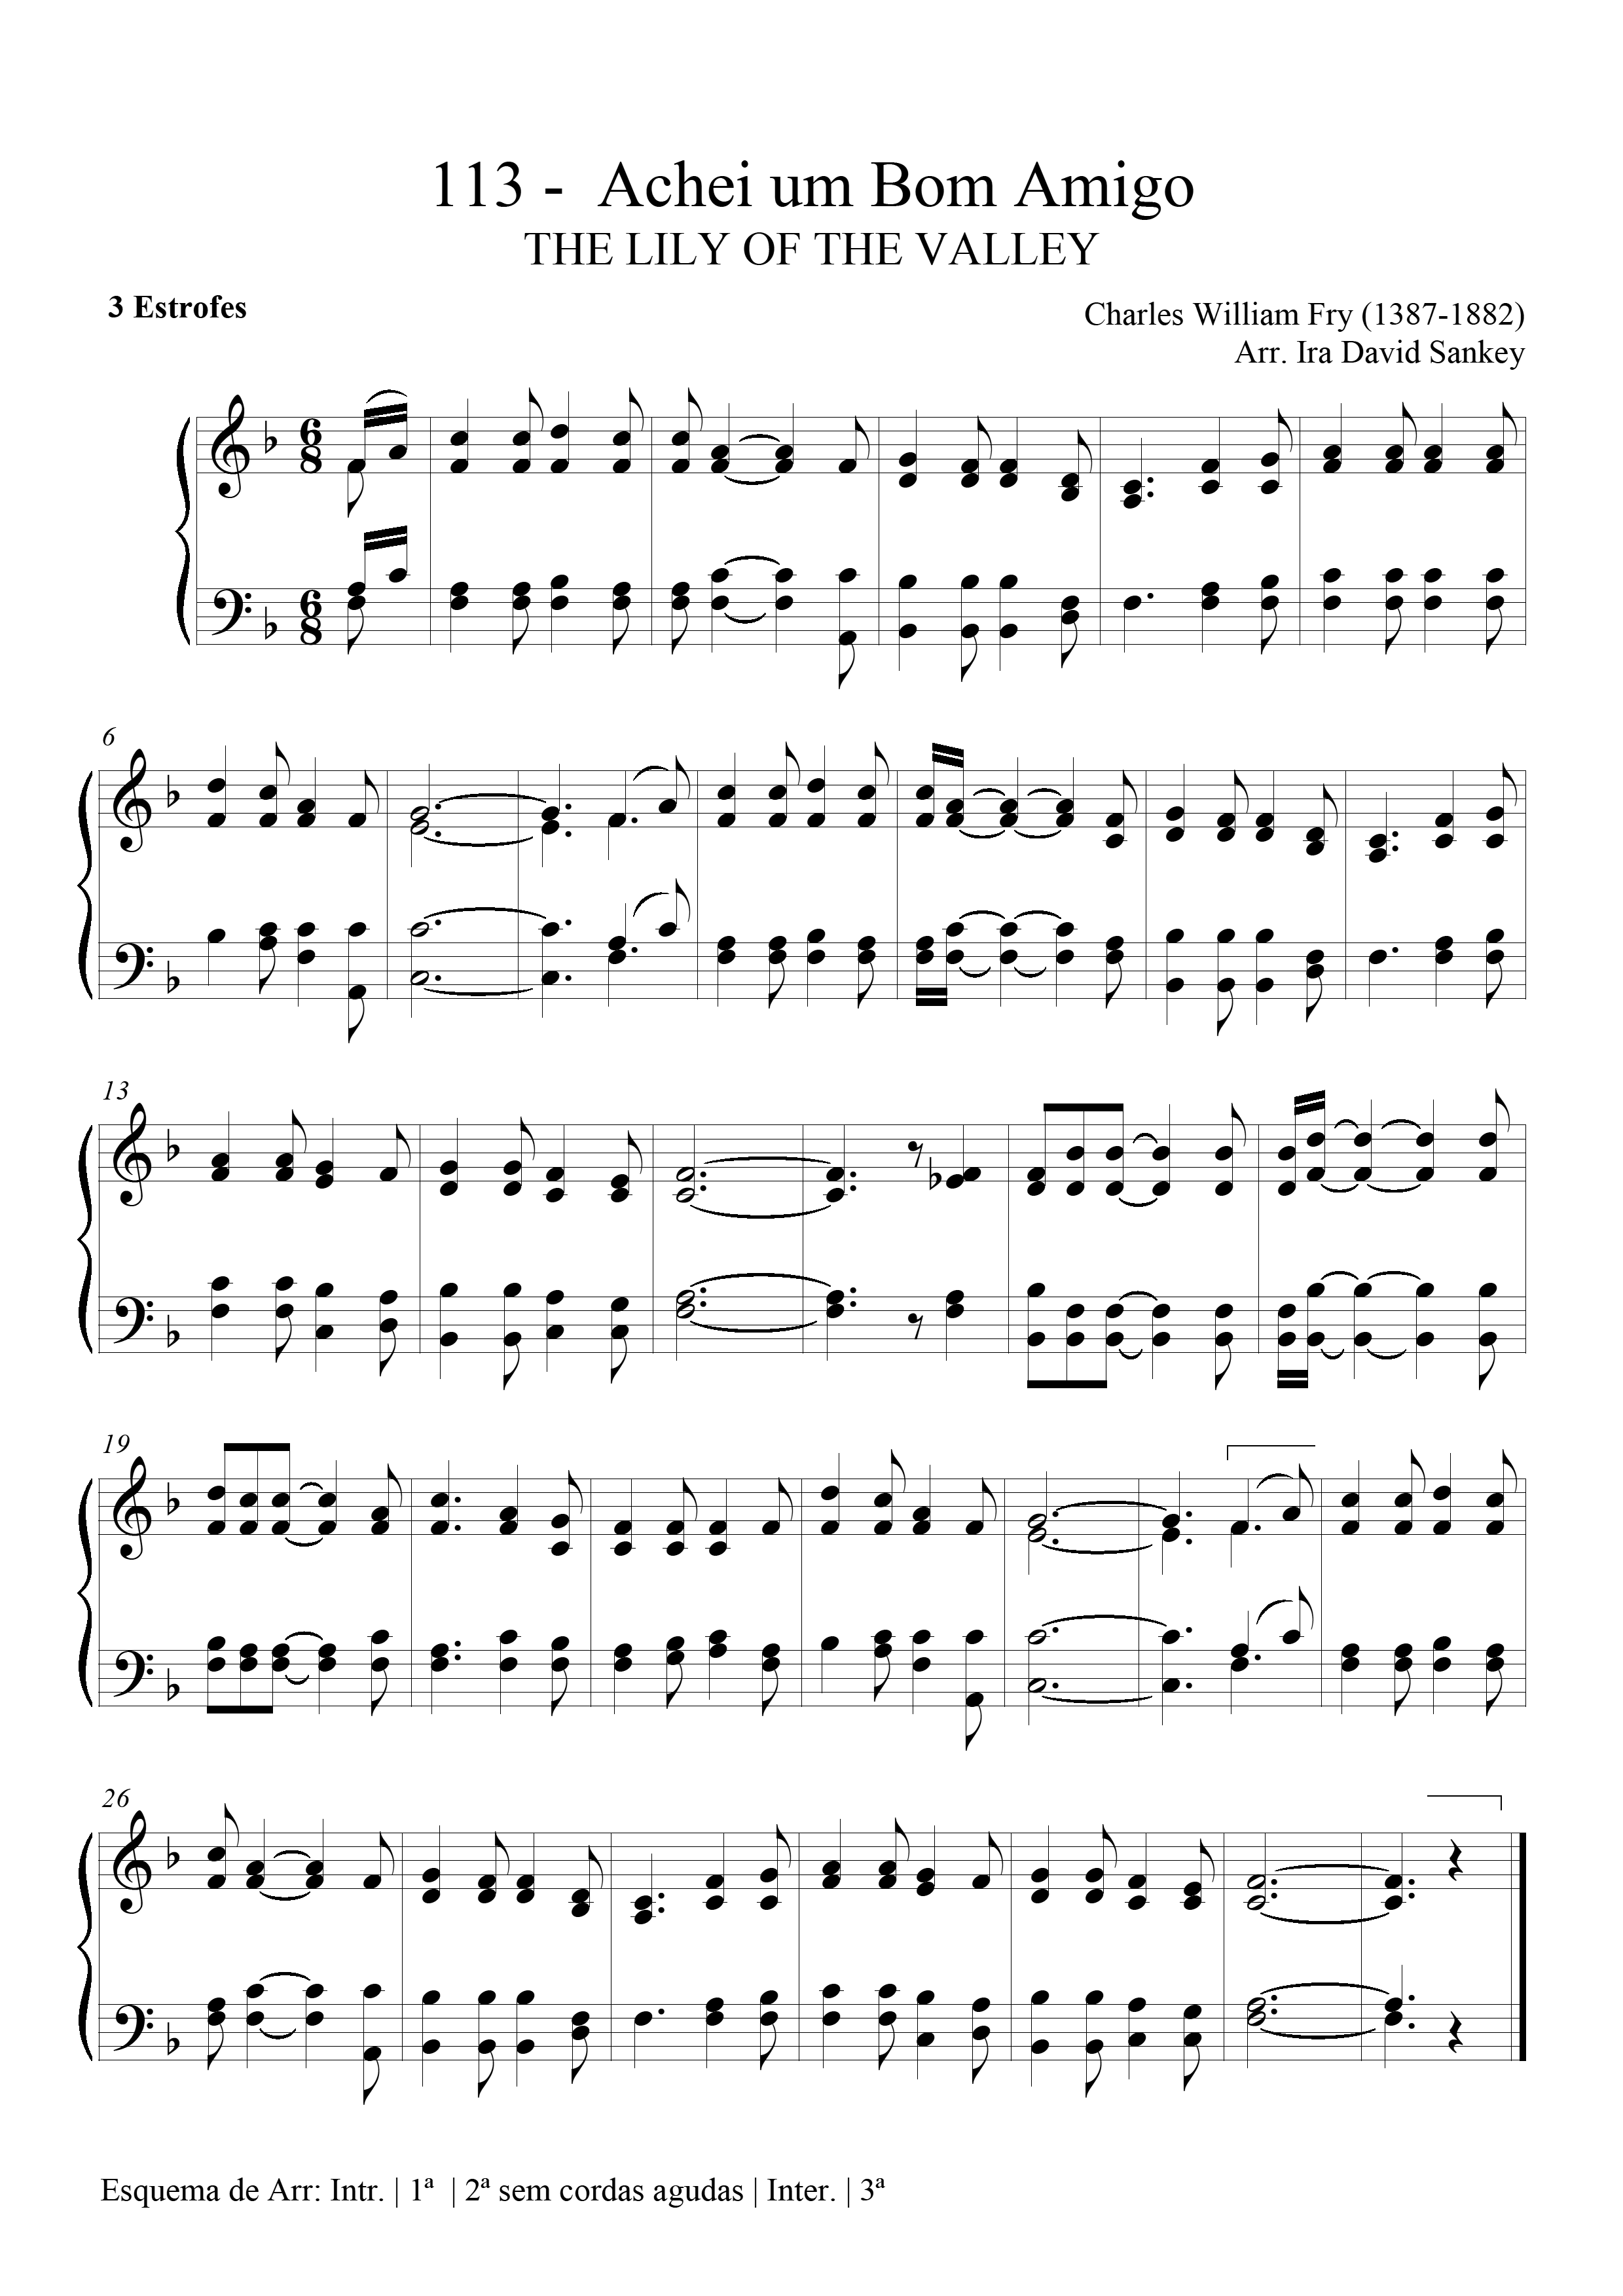 113 -  Achei um Bom Amigo
THE LILY OF THE VALLEY
3 Estrofes
Charles William Fry (1387-1882)
Arr. Ira David Sankey
6
8
6
8
6
13
19
26
Esquema de Arr: Intr. | 1ª  | 2ª sem cordas agudas | Inter. | 3ª